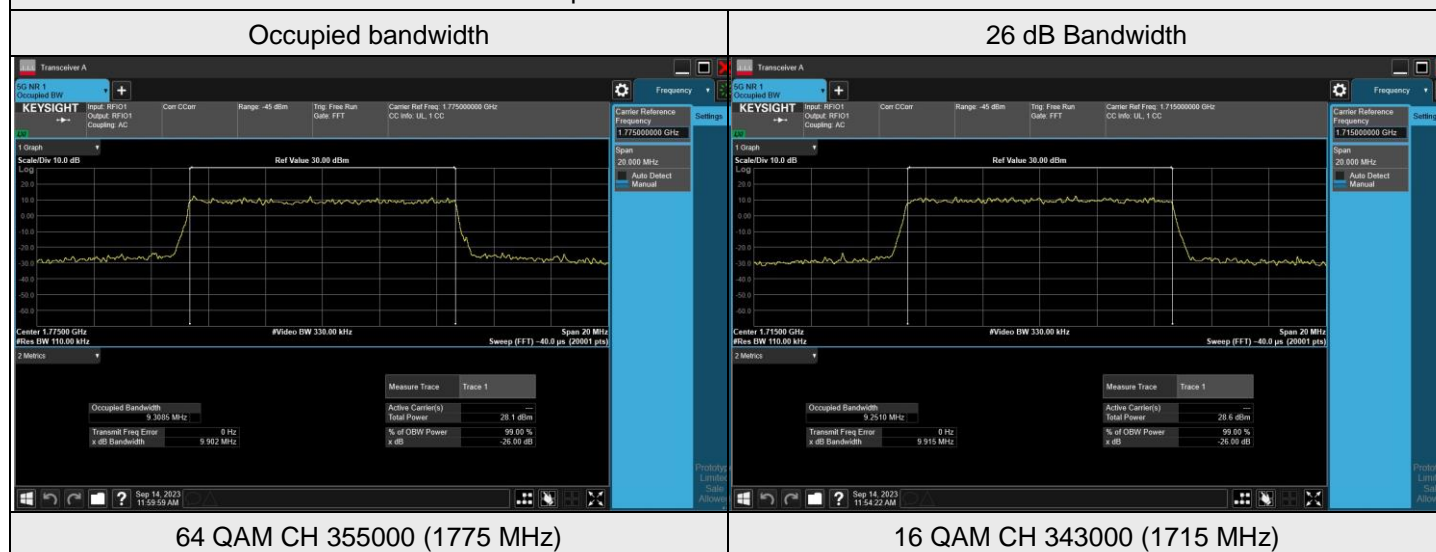 Occupied bandwidth
26 dB Bandwidth
Transceiver A
5G NR 1
Occupied BW
KEYSIGHT
Input: RFIO1
Output: RFIO1
Coupling: AC
Corr CCorr
Range: -45 dBm
Trig: Free Run
Gate: FFT
Carrier Ref Freq: 1.775000000 GHz
CC Info: UL, 1 CC
Frequency
Carrier Reference
Frequency
1.775000000 GHz
Settings
Span
20.000 MHz
Auto Detect
Manual
1 Graph
Scale/Div 10.0 dB
Ref Value 30.00 dBm
Log
20.0
10.0
0.00
-10.0
-20.0
-30.0
-40.0
-50.0
-60.0
Center 1.77500 GHz
#Video BW 330.00 kHz
Span 20 MHz
#Res BW 110.00 kHz
Sweep (FTT) ~40.0 µs (20001 pts)
2 Metrics
Measure Trace Trace 1
Occupied Bandwidth
9.3085 MHz
Active Carrier(s) ---
Total Power 28.1 dBm
Transmit Freq Error 0 Hz
x dB Bandwidth 9.902 MHz
% of OBW Power 99.00 %
x dB -26.00 dB
Sep 14, 2023
11:59:59 AM
64 QAM CH 355000 (1775 MHz)
Transceiver A
5G NR 1
Occupied BW
KEYSIGHT
Input: RFIO1
Output: RFIO1
Coupling: AC
Corr CCorr
Range: -45 dBm
Trig: Free Run
Gate: FFT
Carrier Ref Freq: 1.715000000 GHz
CC Info: UL, 1 CC
Frequency
Carrier Reference
Frequency
1.715000000 GHz
Span
20.000 MHz
Auto Detect
Manual
1 Graph
Scale/Div 10.0 dB
Ref Value 30.00 dBm
Log
20.0
10.0
0.00
-10.0
-20.0
-30.0
-40.0
-50.0
-60.0
Center 1.71500 GHz
#Video BW 330.00 kHz
Span 20 MHz
#Res BW 110.00 kHz
Sweep (FFT) ~40.0 µs (20001 pts)
2 Metrics
Measure Trace Trace 1
Occupied Bandwidth
9.2510 MHz
Active Carrier(s) ---
Total Power 28.6 dBm
Transmit Freq Error 0 Hz
x dB Bandwidth 9.915 MHz
% of OBW Power 99.00 %
x dB -26.00 dB
Sep 14, 2023
11:54:22 AM
16 QAM CH 343000 (1715 MHz)